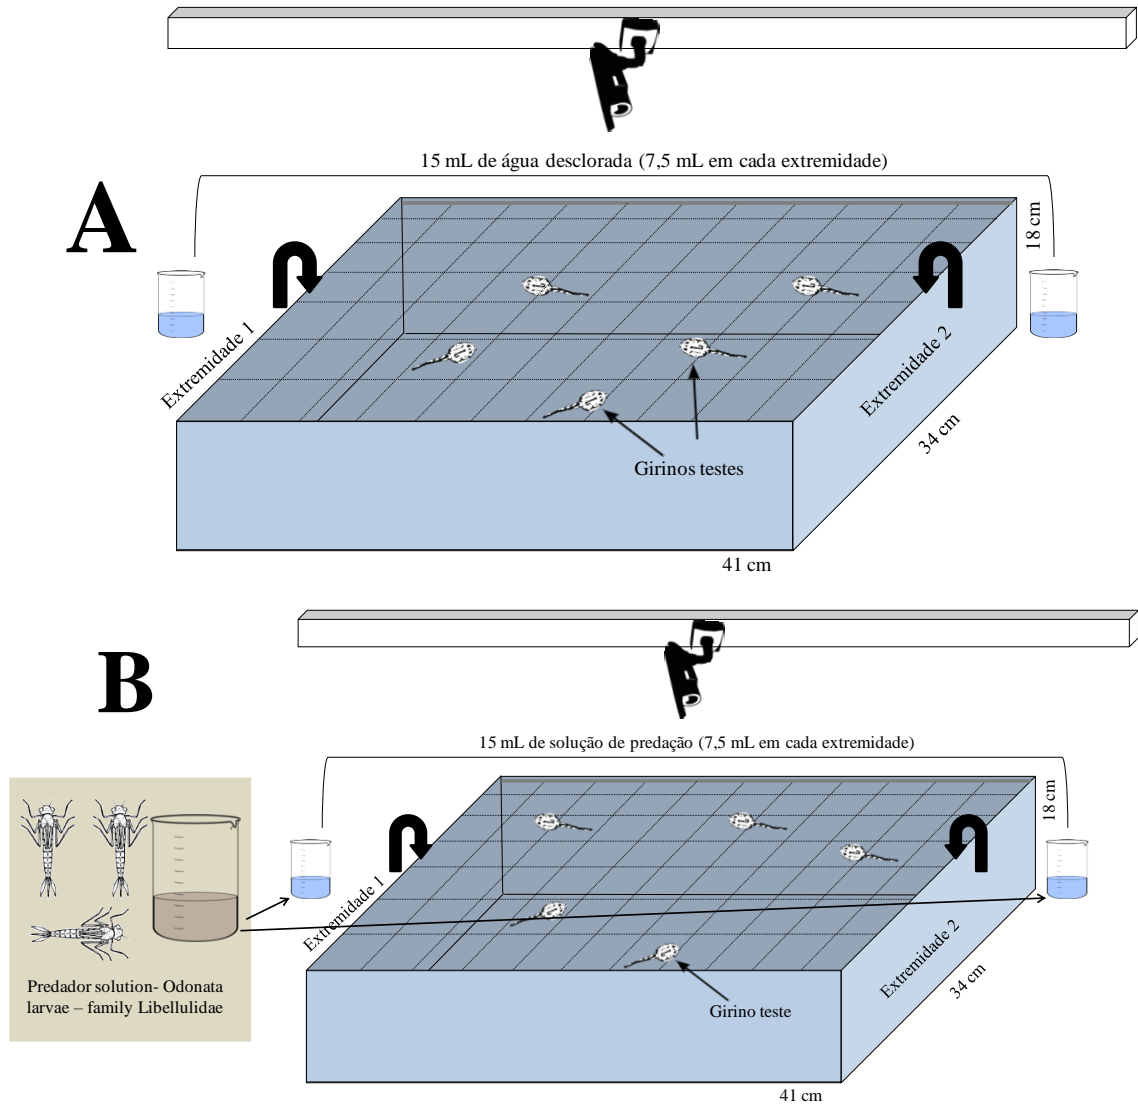 15 mL de água desclorada (7,5 mL em cada extremidade)
A
18 cm
Extremidade 1
Extremidade 2
34 cm
Girinos testes
41 cm
B
15 mL de solução de predação (7,5 mL em cada extremidade)
18 cm
Extremidade 1
Extremidade 2
34 cm
Predador solution- Odonata
larvae – family Libellulidae
Girino teste
41 cm